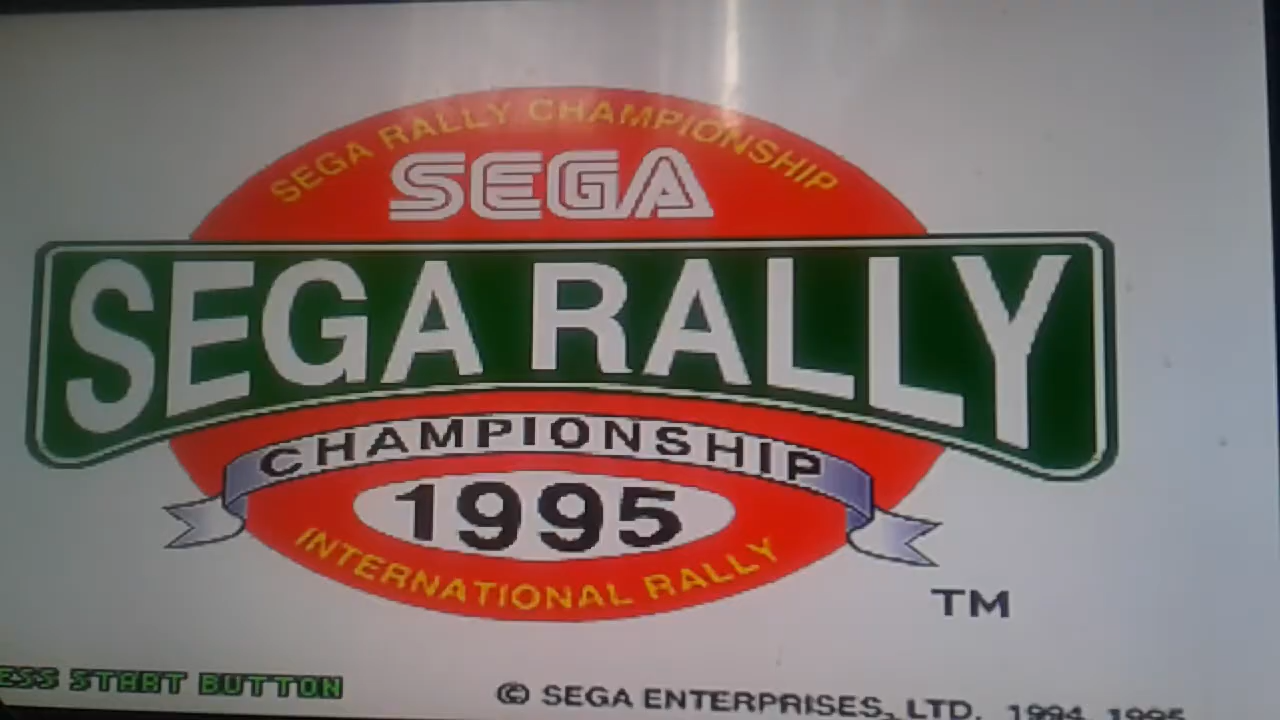 SEGA RALLY CHAMPIONSHIP
SEGA
SEGA RALLY
CHAMPIONSHIP
1995
INTERNATIONAL RALLY
TM
ESS START BUTTON
© SEGA ENTERPRISES, LTD. 1994, 1995